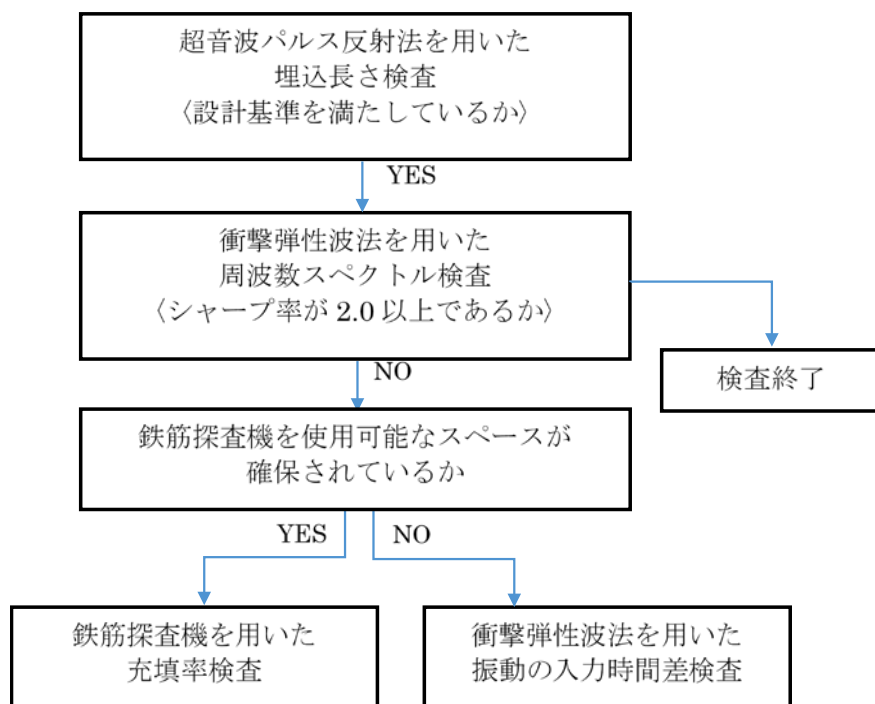 超音波パルス反射法を用いた
埋込長さ検査
〈設計基準を満たしているか〉
YES
衝撃弾性波法を用いた
周波数スペクトル検査
〈シャープ率が 2.0 以上であるか〉
検査終了
NO
鉄筋探査機を使用可能なスペースが
確保されているか
YES
NO
鉄筋探査機を用いた
充填率検査
衝撃弾性波法を用いた
振動の入力時間差検査